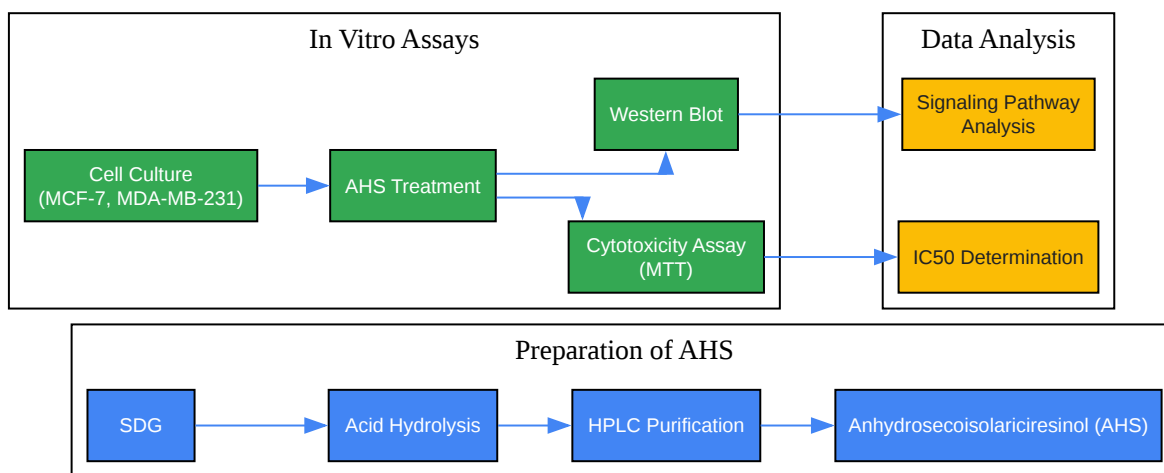 In Vitro Assays
Cell Culture
(MCF-7, MDA-MB-231)
AHS Treatment
Western Blot
Cytotoxicity Assay
(MTT)
Data Analysis
Signaling Pathway
Analysis
IC50 Determination
Preparation of AHS
SDG
Acid Hydrolysis
HPLC Purification
Anhydrosecoisolariciresinol (AHS)